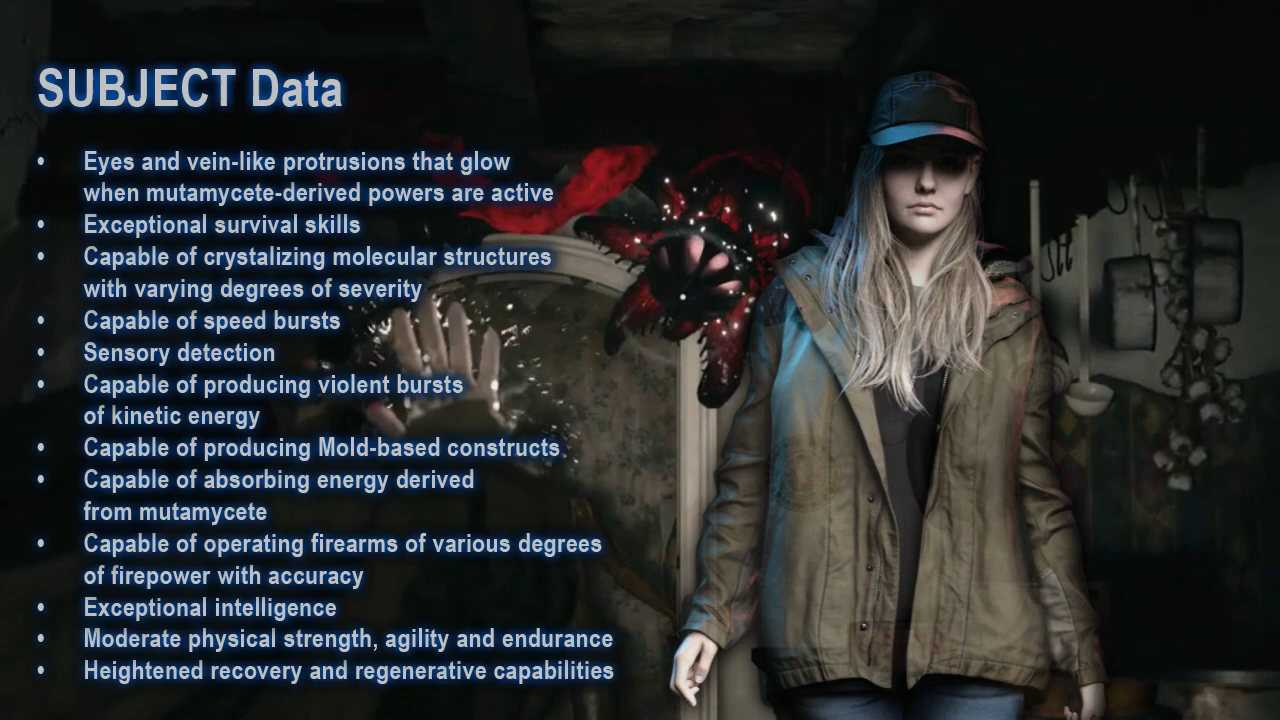 SUBJECT Data
• Eyes and vein-like protrusions that glow
when mutamycete-derived powers are active
• Exceptional survival skills
• Capable of crystalizing molecular structures
with varying degrees of severity
• Capable of speed bursts
• Sensory detection
• Capable of producing violent bursts
of kinetic energy
• Capable of producing Mold-based constructs
• Capable of absorbing energy derived
from mutamycete
• Capable of operating firearms of various degrees
of firepower with accuracy
• Exceptional intelligence
• Moderate physical strength, agility and endurance
• Heightened recovery and regenerative capabilities